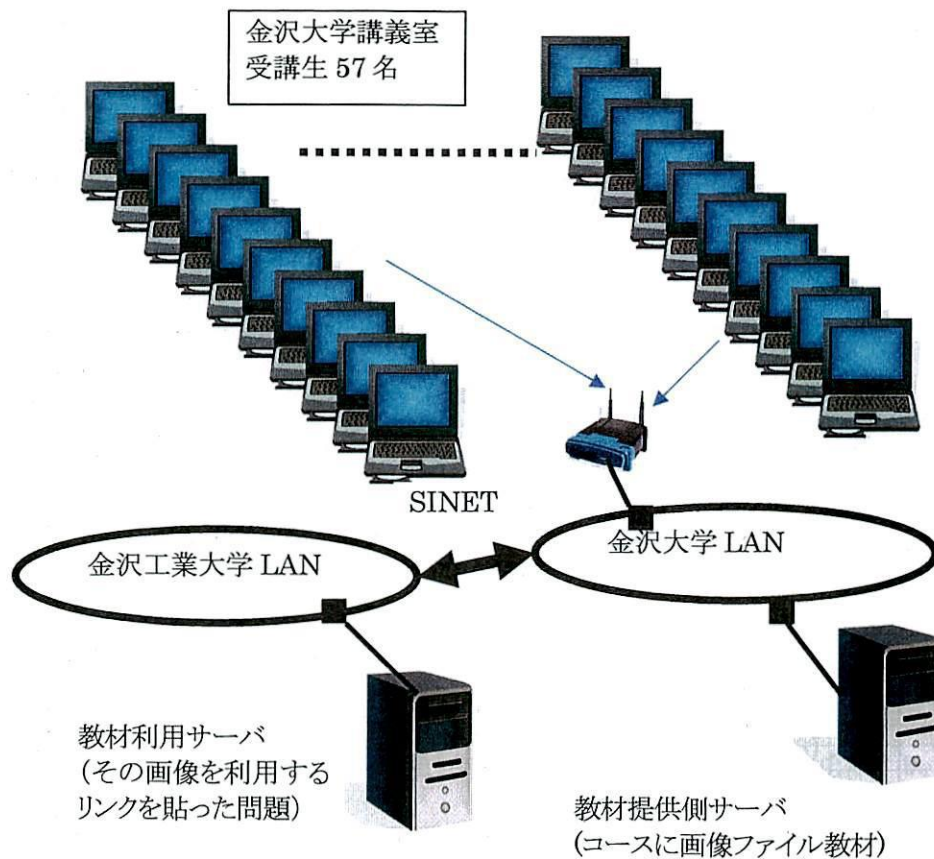 金沢大学講義室
受講生 57 名
SINET
金沢工業大学 LAN
金沢大学 LAN
教材利用サーバ
(その画像を利用する
リンクを貼った問題)
教材提供側サーバ
(コースに画像ファイル教材)